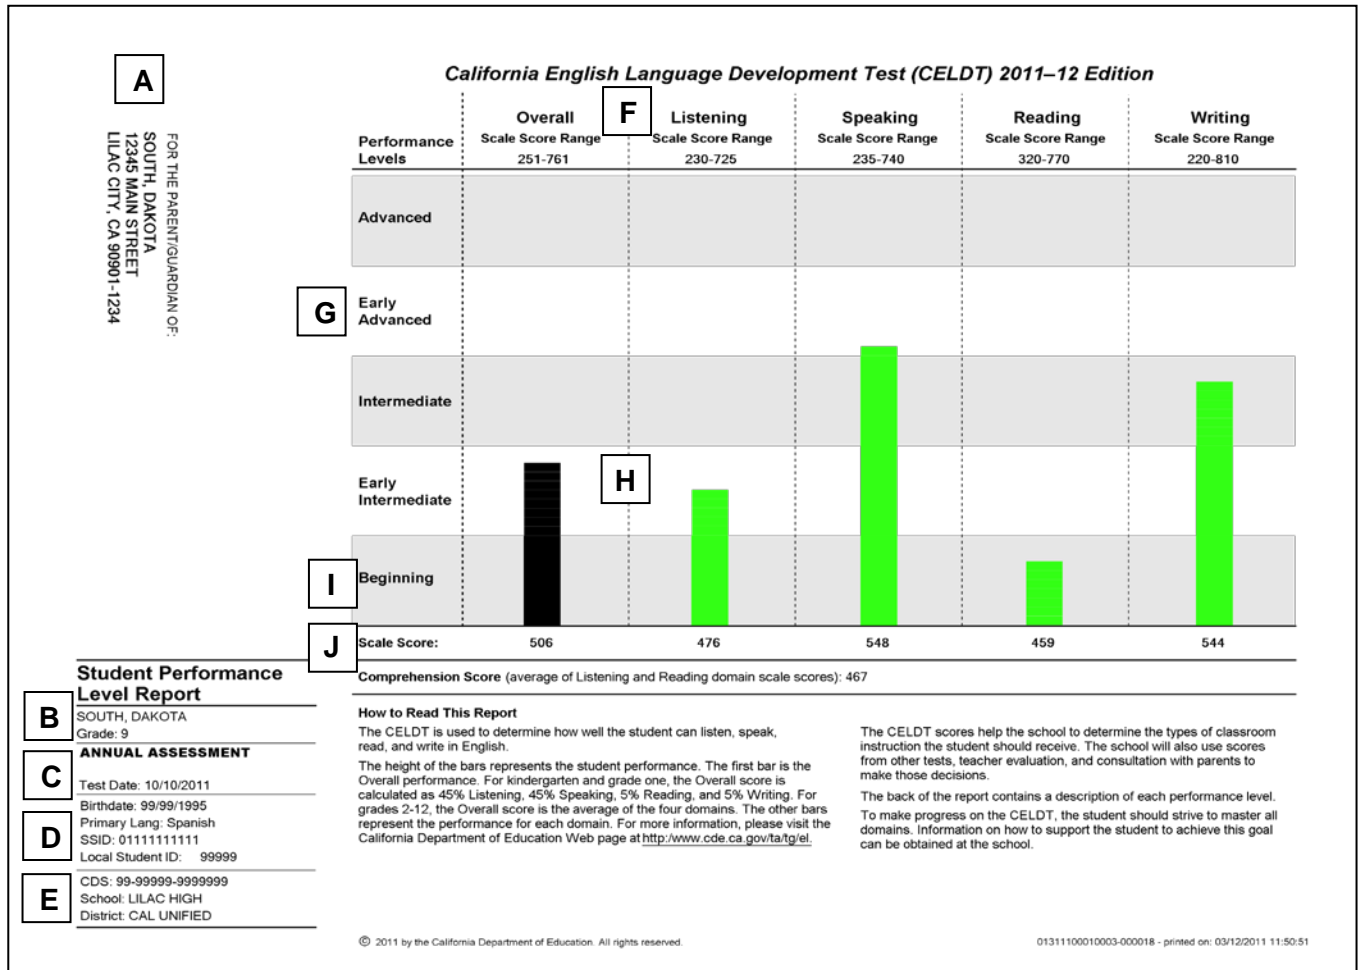 A
FOR THE PARENT/GUARDIAN OF:
SOUTH, DAKOTA
12345 MAIN STREET
LILAC CITY, CA 90901-1234
California English Language Development Test (CELDT) 2011–12 Edition
F
Overall Listening Speaking Reading Writing
Performance Levels
Scale Score Range Scale Score Range Scale Score Range Scale Score Range Scale Score Range
251-761 230-725 235-740 320-770 220-810
Advanced
G
Early
Advanced
Intermediate
H
Early
Intermediate
I
Beginning
J
Scale Score: 506 476 548 459 544
Comprehension Score (average of Listening and Reading domain scale scores): 467
Student Performance
Level Report
B
SOUTH, DAKOTA
Grade: 9
ANNUAL ASSESSMENT
C
Test Date: 10/10/2011
Birthdate: 99/99/1995
Primary Lang: Spanish
D
SSID: 01111111111
Local Student ID: 99999
E
CDS: 99-99999-9999999
School: LILAC HIGH
District: CAL UNIFIED
How to Read This Report
The CELDT is used to determine how well the student can listen, speak,
read, and write in English.
The height of the bars represents the student performance. The first bar is the
Overall performance. For kindergarten and grade one, the Overall score is
calculated as 45% Listening, 45% Speaking, 5% Reading, and 5% Writing. For
grades 2-12, the Overall score is the average of the four domains. The other bars
represent the performance for each domain. For more information, please visit the
California Department of Education Web page at http:/www.cde.ca.gov/ta/tg/el.
The CELDT scores help the school to determine the types of classroom
instruction the student should receive. The school will also use scores
from other tests, teacher evaluation, and consultation with parents to
make those decisions.
The back of the report contains a description of each performance level.
To make progress on the CELDT, the student should strive to master all
domains. Information on how to support the student to achieve this goal
can be obtained at the school.
© 2011 by the California Department of Education. All rights reserved.
01311100010003-000018 - printed on: 03/12/2011 11:50:51